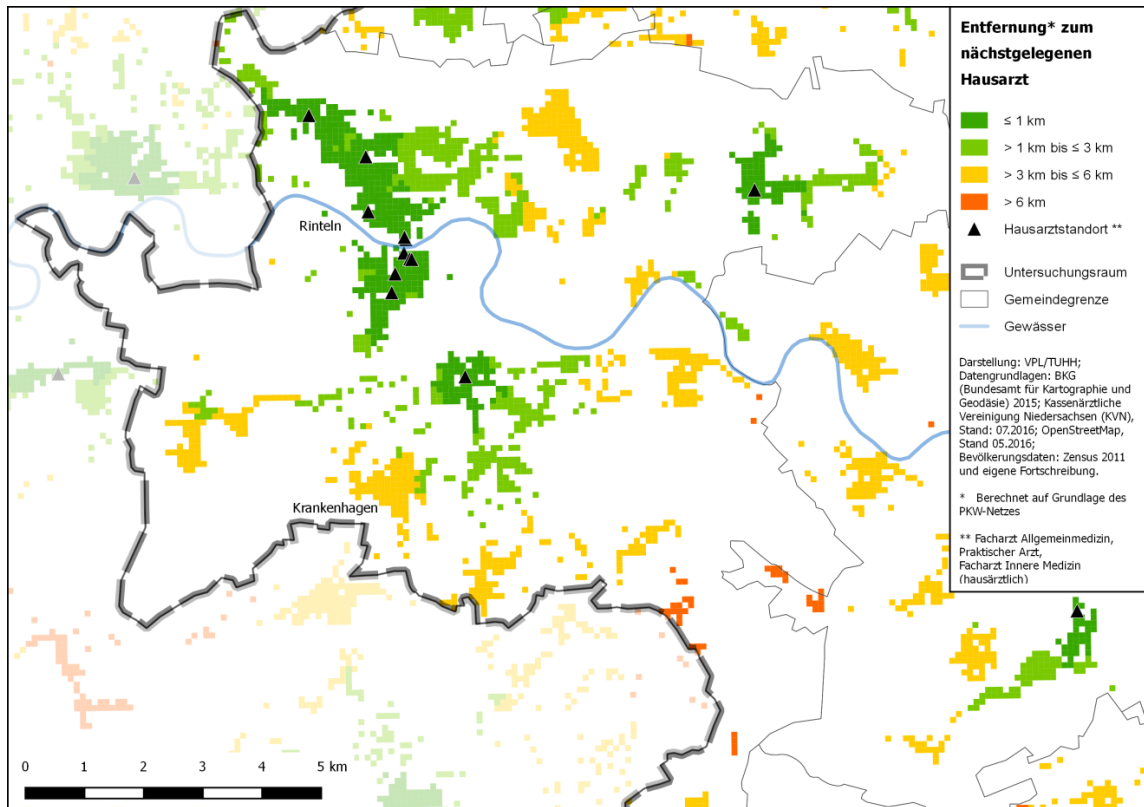 Entfernung* zum
nächstgelegenen
Hausarzt
≤ 1 km
> 1 km bis ≤ 3 km
> 3 km bis ≤ 6 km
> 6 km
Hausarztstandort **
Untersuchungsraum
Gemeindegrenze
Gewässer
Darstellung: VPL/TUHH;
Datengrundlagen: BKG
(Bundesamt für Kartographie und
Geodäsie) 2015; Kassenärztliche
Vereinigung Niedersachsen (KVN),
Stand: 07.2016; OpenStreetMap,
Stand 05.2016;
Bevölkerungsdaten: Zensus 2011
und eigene Fortschreibung.
* Berechnet auf Grundlage des
PKW-Netzes
** Facharzt Allgemeinmedizin,
Praktischer Arzt,
Facharzt Innere Medizin
(hausärztlich)
Rinteln
Krankenhagen
0 1 2 3 4 5 km